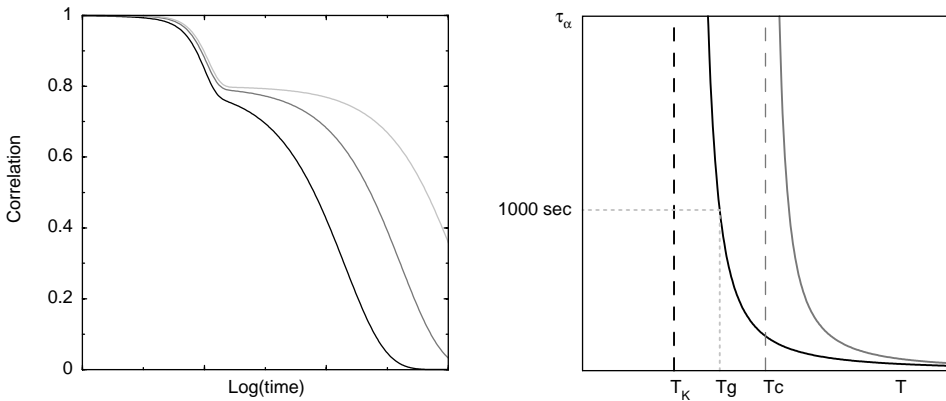 1
0.8
0.6
0.4
0.2
0
Correlation
Log(time)
τα
1000 sec
TK
Tg
Tc
T